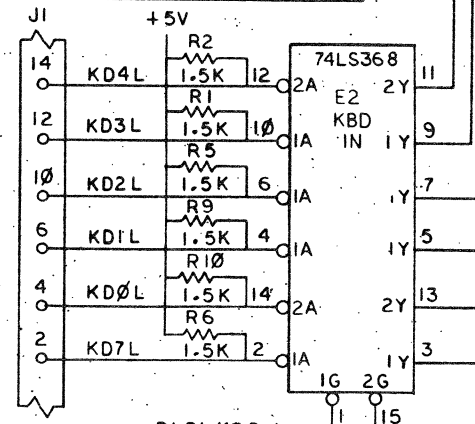 J1
+5V
R2
14 KD4L 1.5K 12 2A 74LS368 2Y 11
E2
KBD
IN
R1
12 KD3L 1.5K 1Ø 1A 1Y 9
R5
1Ø KD2L 1.5K 6 1A 1Y 7
R9
6 KD1L 1.5K 4 1A 1Y 5
R1Ø
4 KDØL 1.5K 14 2A 2Y 13
R6
2 KD7L 1.5K 2 1A 1Y 3
1G 2G
1 15